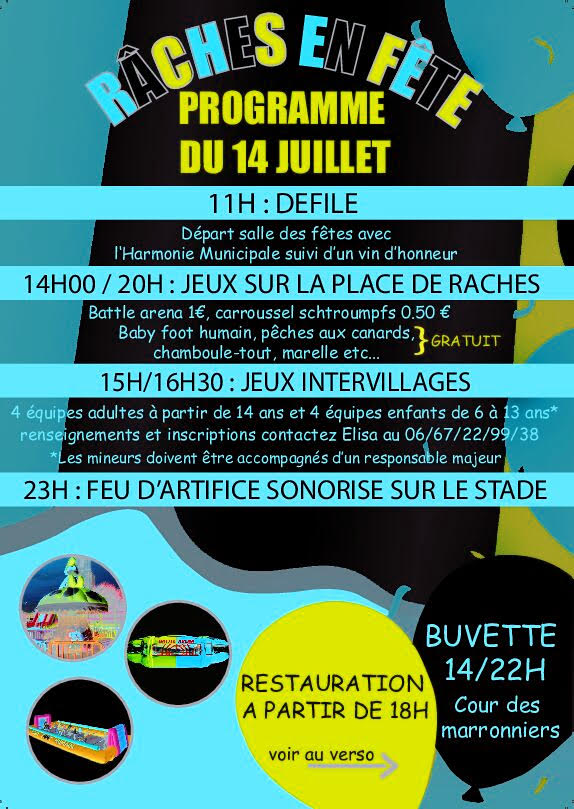 RÂCHES EN FÊTE
PROGRAMME
DU 14 JUILLET
11H : DEFILE
Départ salle des fêtes avec
l'Harmonie Municipale suivi d'un vin d'honneur
14H00 / 20H : JEUX SUR LA PLACE DE RACHES
Battle arena 1€, carroussel schtroumpfs 0.50 €
Baby foot humain, pêches aux canards,
chamboule-tout, marelle etc...
} GRATUIT
15H/16H30 : JEUX INTERVILLAGES
4 équipes adultes à partir de 14 ans et 4 équipes enfants de 6 à 13 ans*
renseignements et inscriptions contactez Elisa au 06/67/22/99/38
*Les mineurs doivent être accompagnés d'un responsable majeur
23H : FEU D'ARTIFICE SONORISE SUR LE STADE
RESTAURATION
A PARTIR DE 18H
voir au verso
BUVETTE
14/22H
Cour des
marronniers